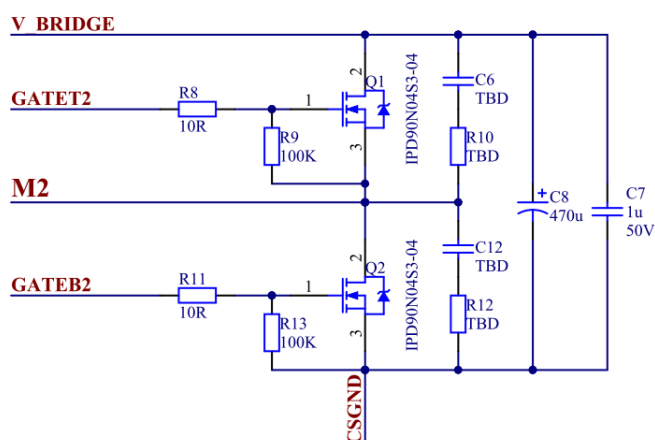 V_BRIDGE
2
Q1
C6
TBD
GATET2
R8
10R
1
R9
100K
3
IPD90N04S3-04
R10
TBD
M2
C8
470u
C7
1u
50V
2
Q2
C12
TBD
GATEB2
R11
10R
1
R13
100K
3
IPD90N04S3-04
R12
TBD
CSGND